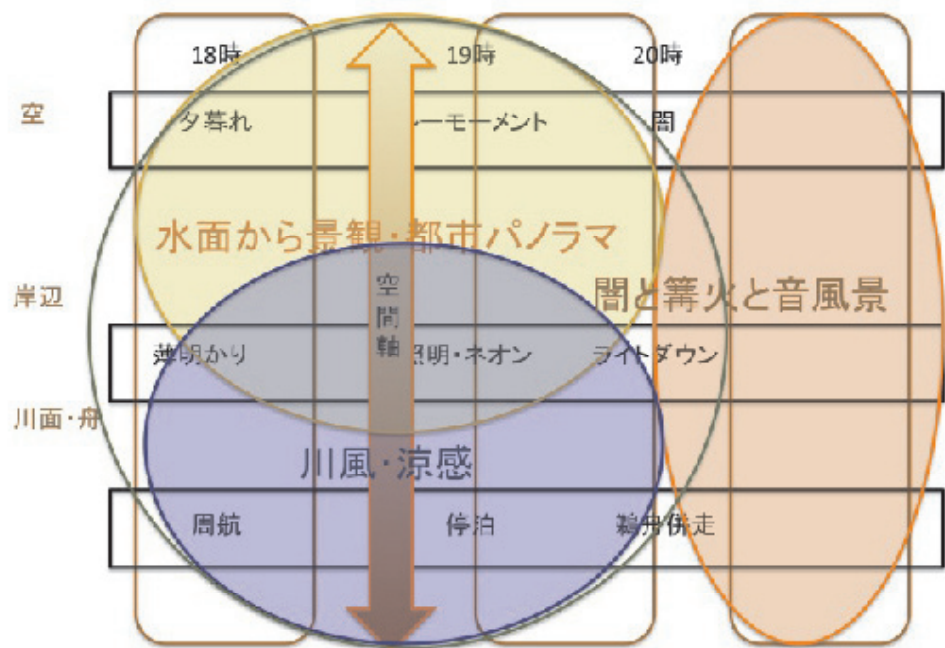 18時
19時
20時
空
夕暮れ
ーモーメント
闇
水面から景観・都市パノラマ
空間軸
岸辺
闇と篝火と音風景
薄明かり
照明・ネオン
ライトダウン
川面・舟
川風・涼感
周航
停泊
鵜舟併走